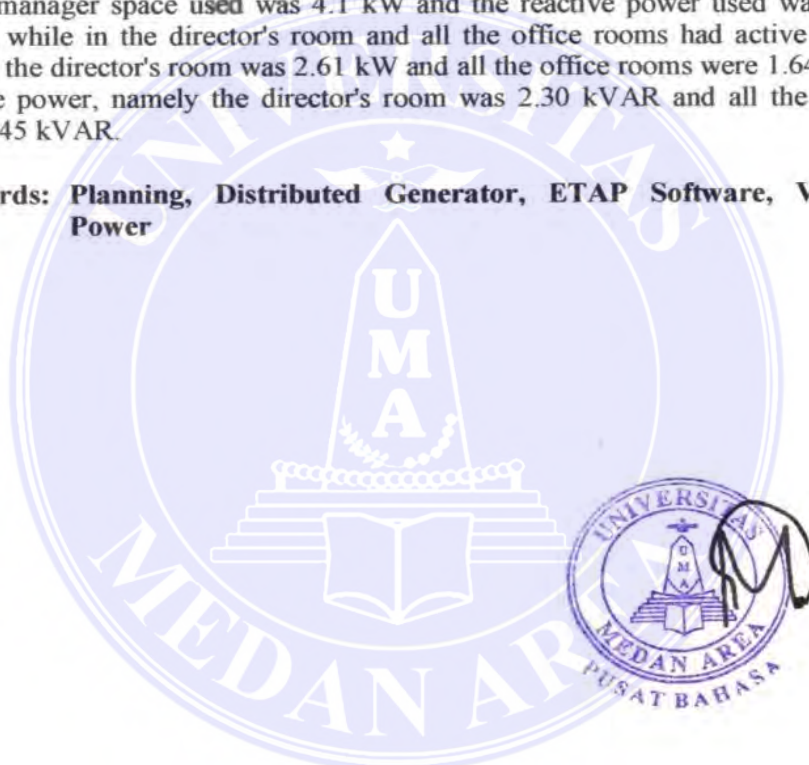 manager space used was 4.1 kW and the reactive power used wa
while in the director's room and all the office rooms had active
the director's room was 2.61 kW and all the office rooms were 1.64
power, namely the director's room was 2.30 kVAR and all the
45 kVAR.
rds: Planning, Distributed Generator, ETAP Software, V
Power
UNIVERSITAS
U
M
A
MEDAN AREA
UNIVERSITAS
U
M
A
MEDAN AREA
PUSAT BAHASA